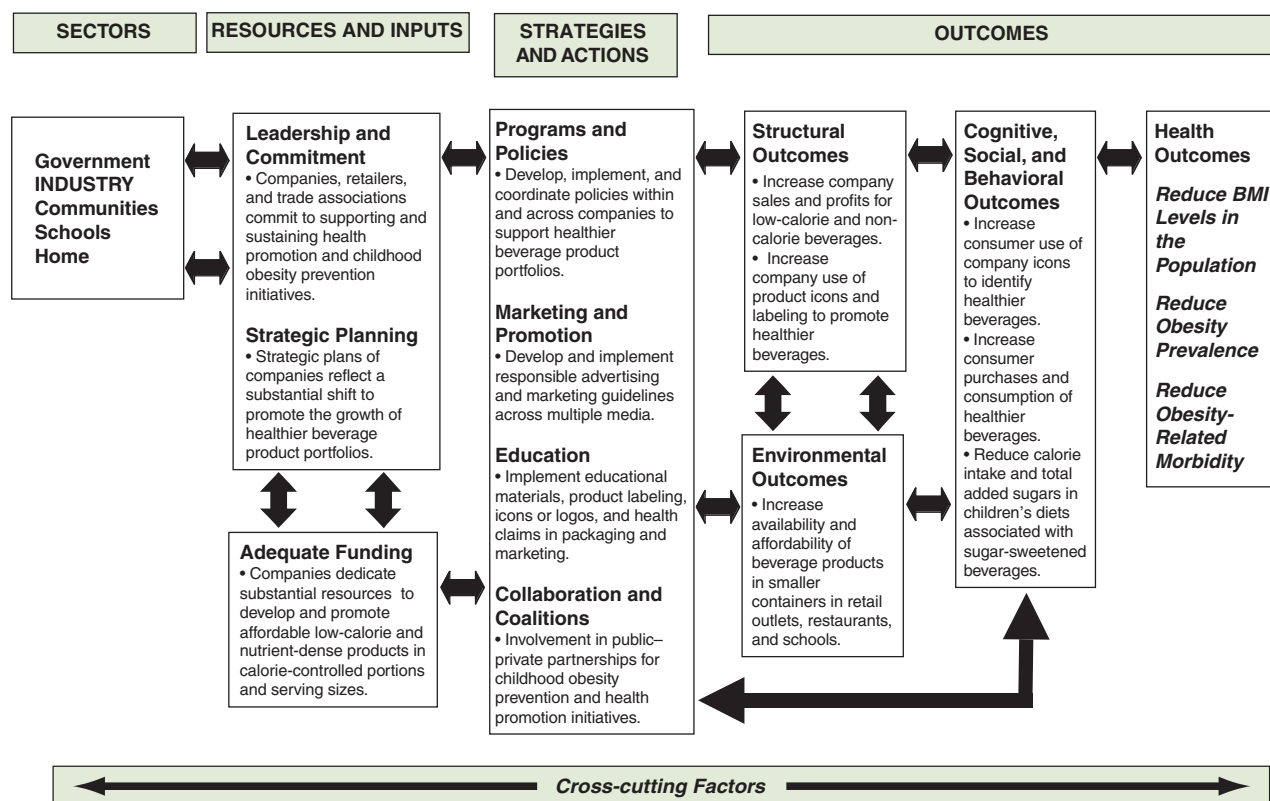 SECTORS
RESOURCES AND INPUTS
STRATEGIES
AND ACTIONS
OUTCOMES
Government
INDUSTRY
Communities
Schools
Home
Leadership and
Commitment
• Companies, retailers,
and trade associations
commit to supporting and
sustaining health
promotion and childhood
obesity prevention
initiatives.
Strategic Planning
• Strategic plans of
companies reflect a
substantial shift to
promote the growth of
healthier beverage
product portfolios.
Adequate Funding
• Companies dedicate
substantial resources to
develop and promote
affordable low-calorie and
nutrient-dense products in
calorie-controlled portions
and serving sizes.
Programs and
Policies
• Develop, implement, and
coordinate policies within
and across companies to
support healthier
beverage product
portfolios.
Marketing and
Promotion
• Develop and implement
responsible advertising
and marketing guidelines
across multiple media.
Education
• Implement educational
materials, product labeling,
icons or logos, and health
claims in packaging and
marketing.
Collaboration and
Coalitions
• Involvement in public–
private partnerships for
childhood obesity
prevention and health
promotion initiatives.
Structural
Outcomes
• Increase company
sales and profits for
low-calorie and non-
calorie beverages.
• Increase
company use of
product icons and
labeling to promote
healthier
beverages.
Environmental
Outcomes
• Increase
availability and
affordability of
beverage products
in smaller
containers in retail
outlets, restaurants,
and schools.
Cognitive,
Social, and
Behavioral
Outcomes
• Increase
consumer use of
company icons
to identify
healthier
beverages.
• Increase
consumer
purchases and
consumption of
healthier
beverages.
• Reduce calorie
intake and total
added sugars in
children's diets
associated with
sugar-sweetened
beverages.
Health
Outcomes
Reduce BMI
Levels in
the
Population
Reduce
Obesity
Prevalence
Reduce
Obesity-
Related
Morbidity
Cross-cutting Factors